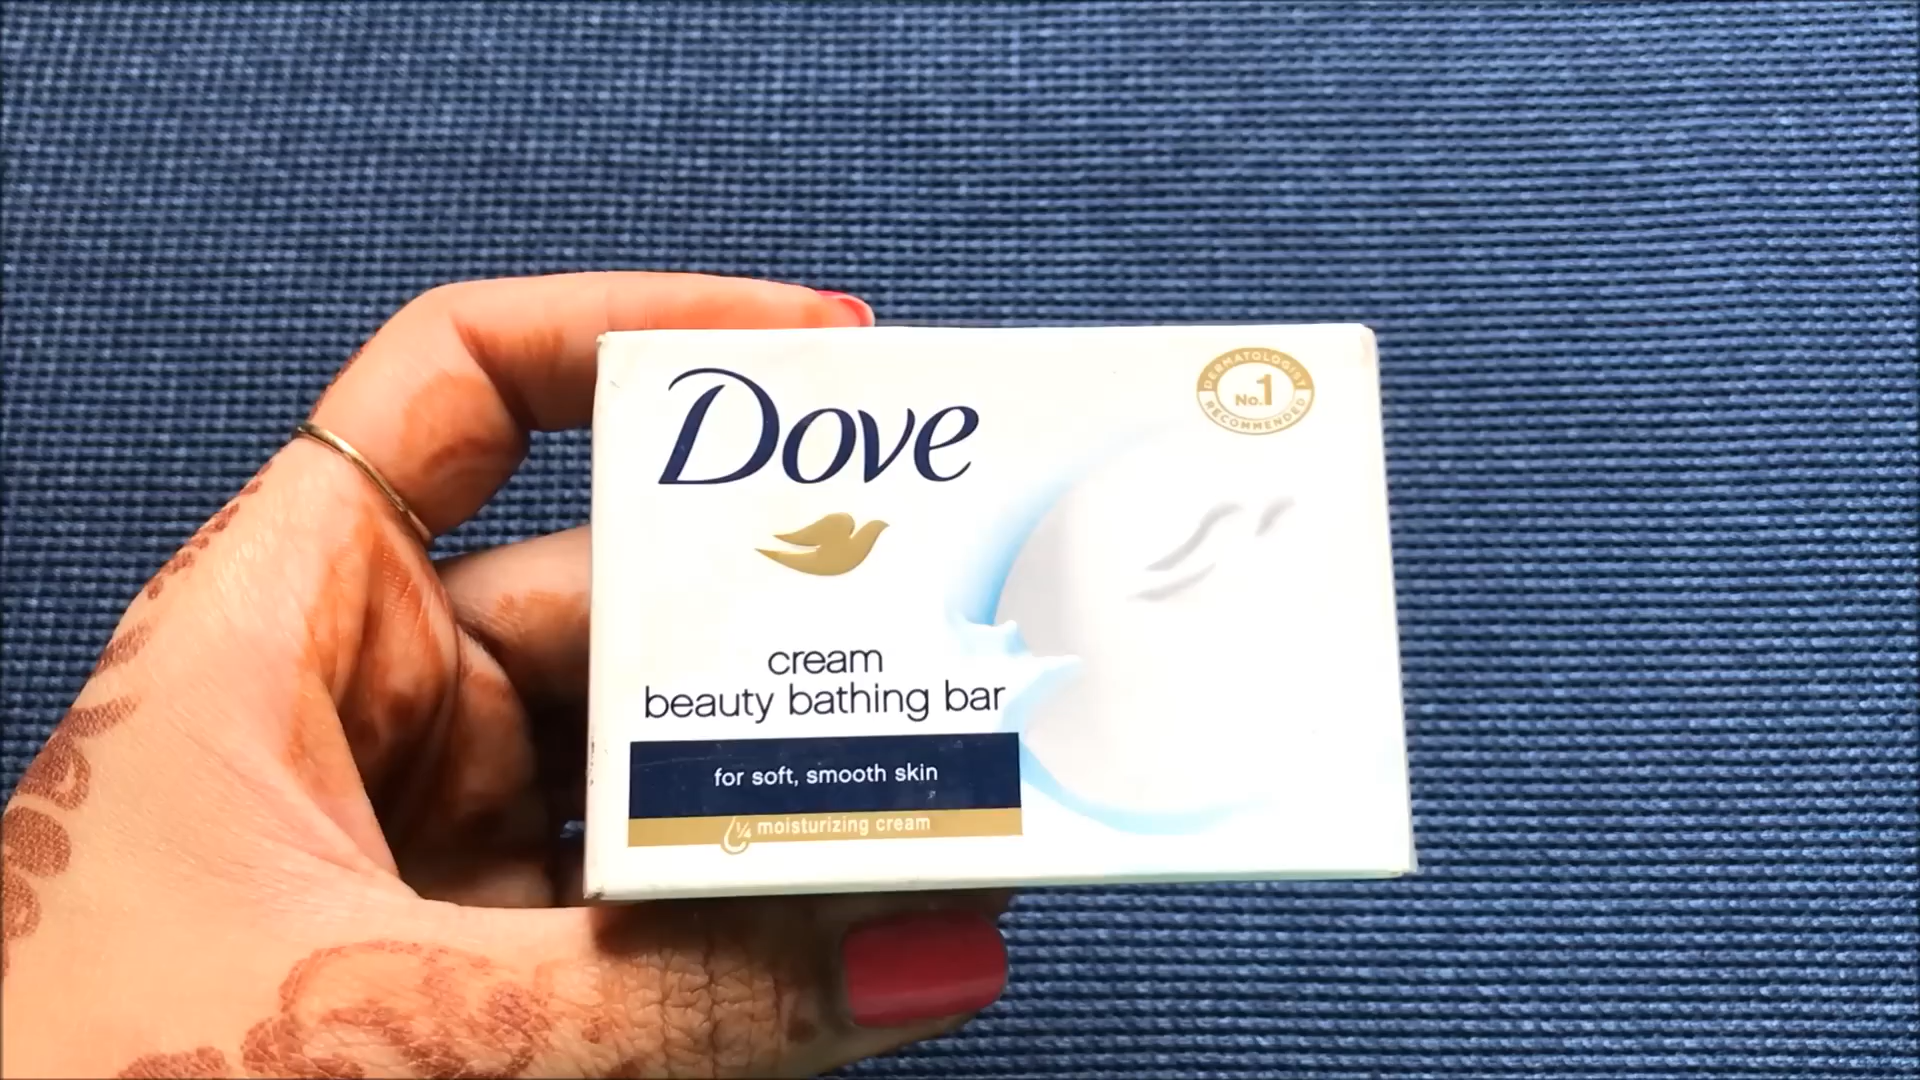 Dove
DERMATOLOGIST
No.1
RECOMMENDED
cream
beauty bathing bar
for soft, smooth skin
¼ moisturizing cream